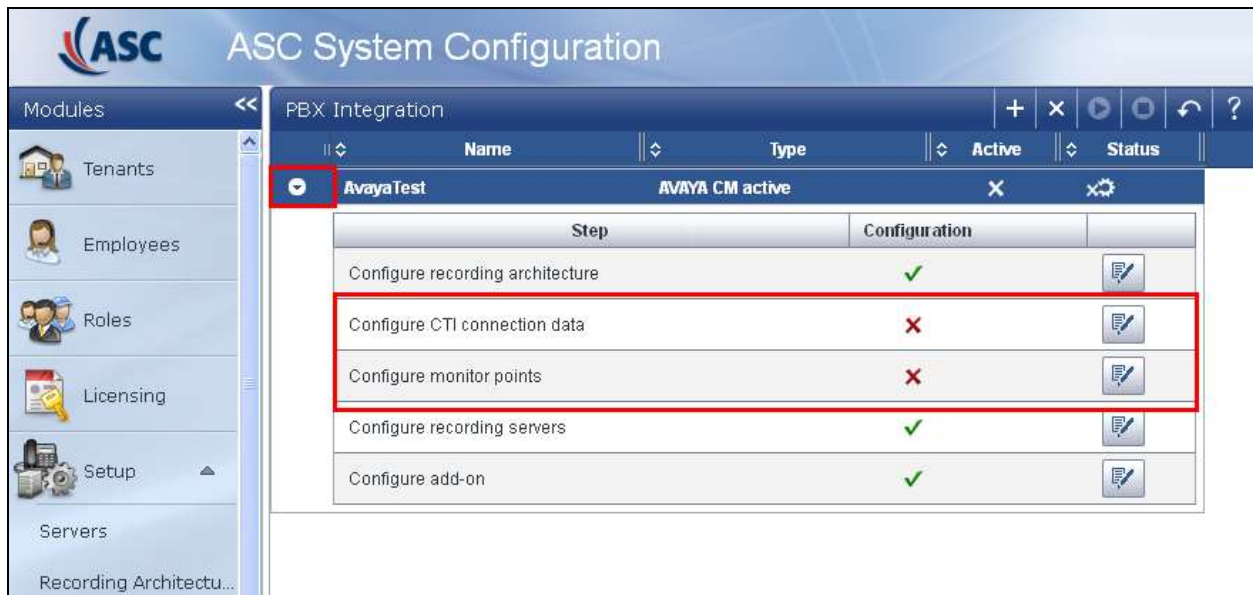 ASC ASC System Configuration
Modules <<
PBX Integration + × ?
Name Type Active Status
Tenants
AvayaTest AVAYA CM active
Step Configuration
Employees
Configure recording architecture
Roles
Configure CTI connection data
Configure monitor points
Licensing
Configure recording servers
Setup
Configure add-on
Servers
Recording Architectu...